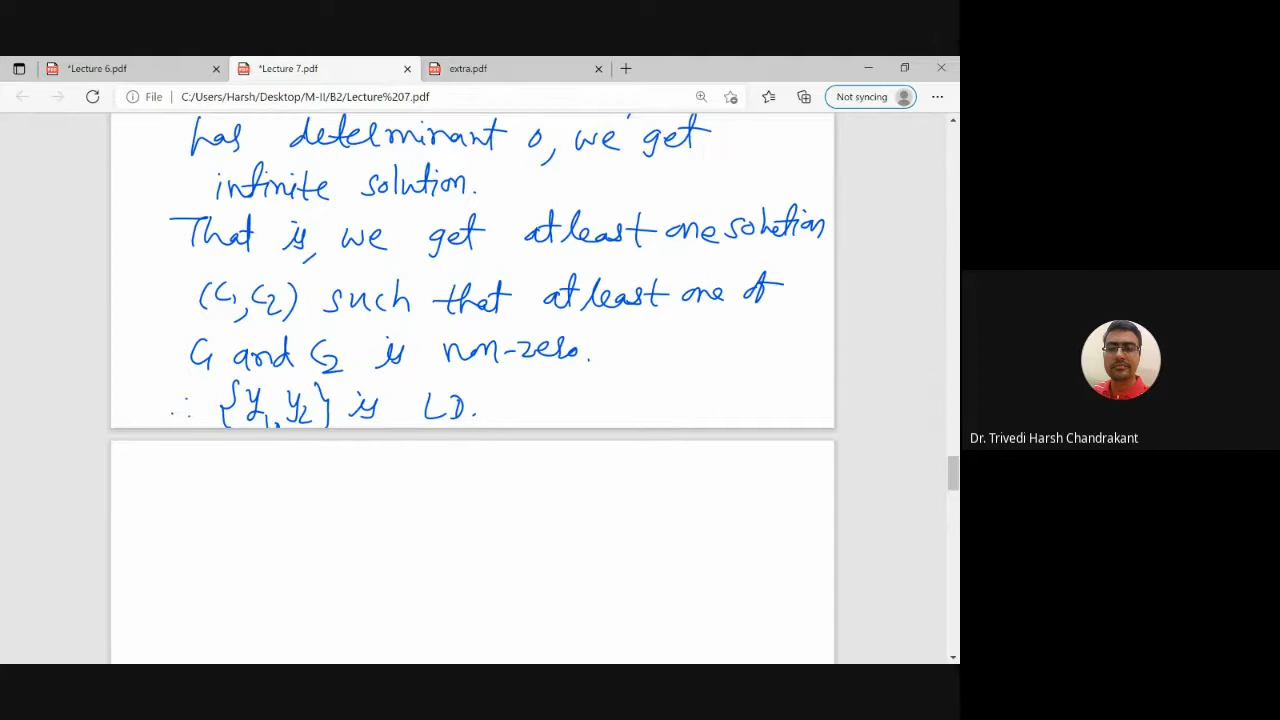 *Lecture 6.pdf
*Lecture 7.pdf
extra.pdf
File
C:/Users/Harsh/Desktop/M-II/B2/Lecture%207.pdf
Not syncing
has determinant 0, we get
infinite solution.
That is, we get atleast one solution
(C1, C2) such that atleast one of
C1 and C2 is non-zero.
∴ {y1, y2} is LD.
Dr. Trivedi Harsh Chandrakant